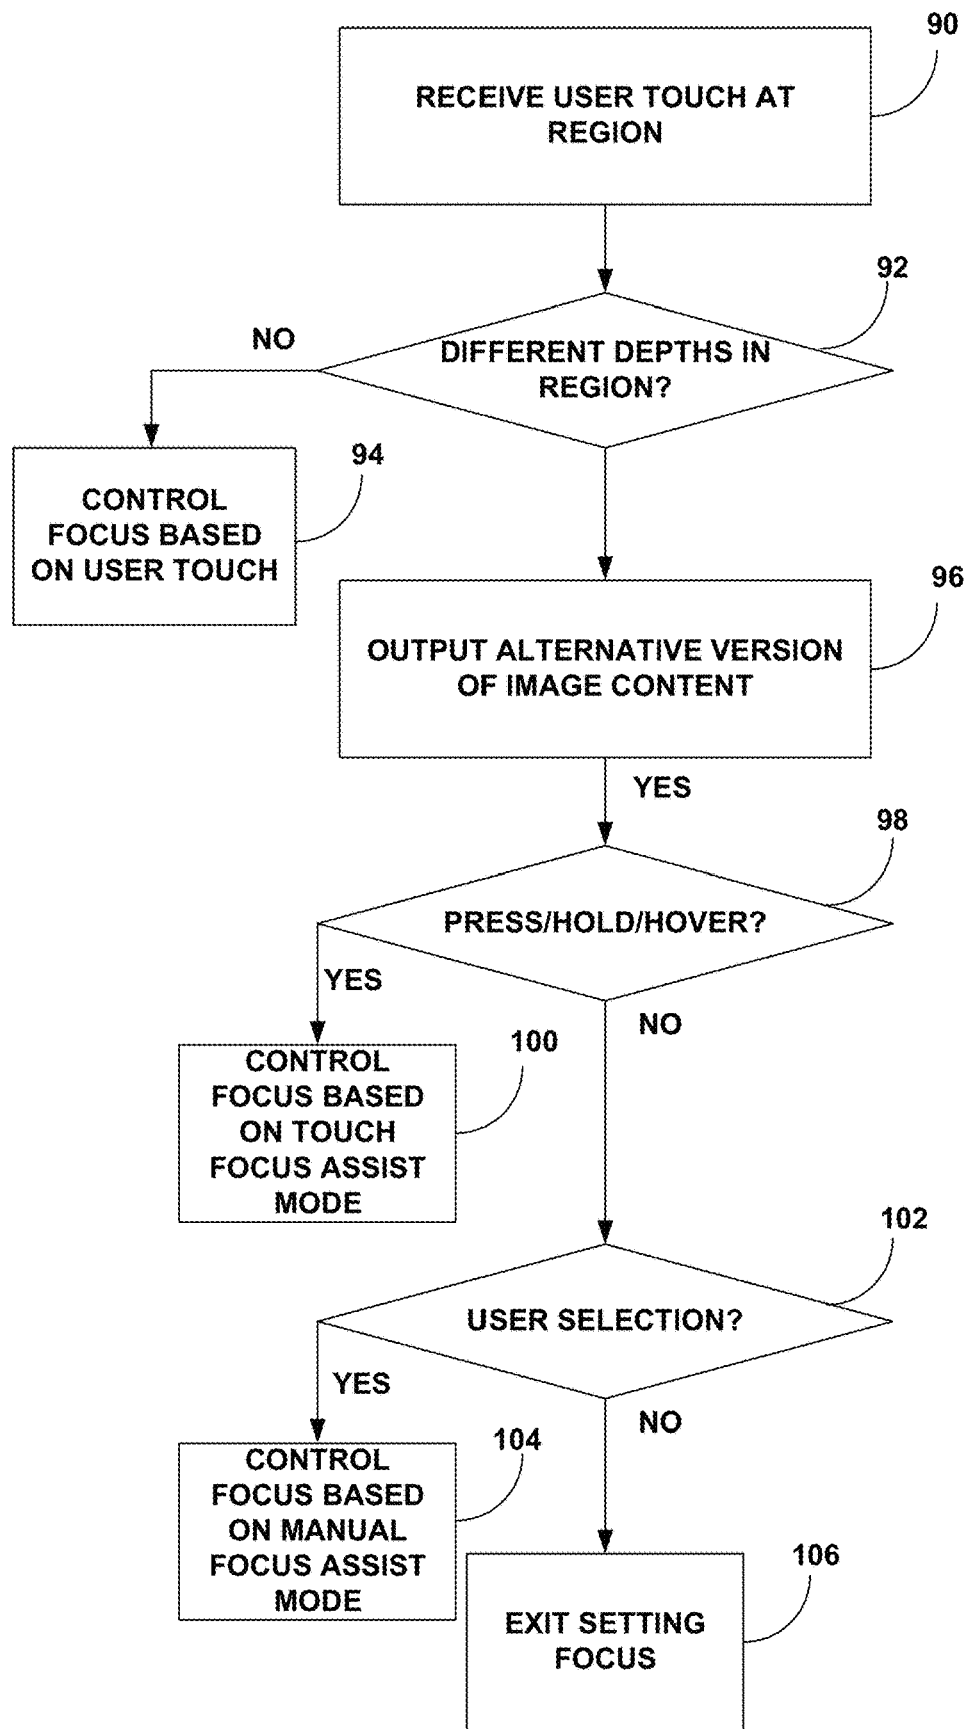 90
RECEIVE USER TOUCH AT
REGION
92
NO
DIFFERENT DEPTHS IN
REGION?
94
CONTROL
FOCUS BASED
ON USER TOUCH
96
OUTPUT ALTERNATIVE VERSION
OF IMAGE CONTENT
YES
98
PRESS/HOLD/HOVER?
YES
NO
100
CONTROL
FOCUS BASED
ON TOUCH
FOCUS ASSIST
MODE
102
USER SELECTION?
YES
NO
104
CONTROL
FOCUS BASED
ON MANUAL
FOCUS ASSIST
MODE
106
EXIT SETTING
FOCUS